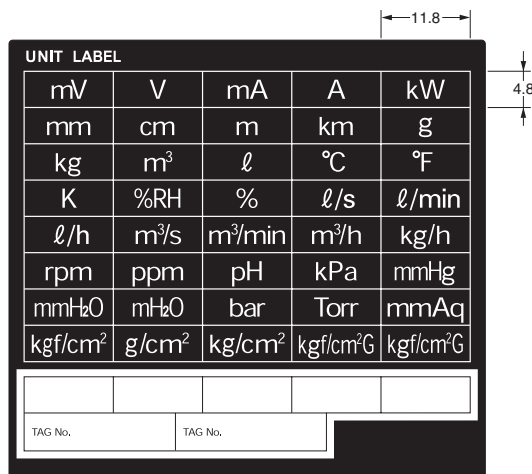 11.8
UNIT LABEL
4.8
mV V mA A kW
mm cm m km g
kg m³ ℓ °C °F
K %RH % ℓ/s ℓ/min
ℓ/h m³/s m³/min m³/h kg/h
rpm ppm pH kPa mmHg
mmH₂O mH₂O bar Torr mmAq
kgf/cm² g/cm² kg/cm² kgf/cm²G kgf/cm²G
TAG No. TAG No.